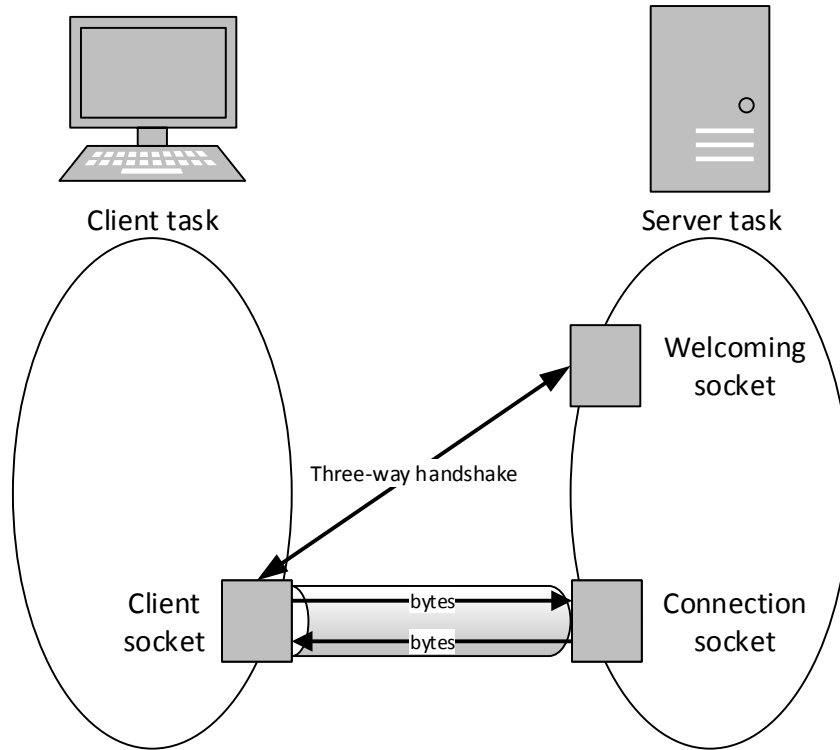 Client task
Server task
Welcoming
socket
Three-way handshake
Client
socket
bytes
bytes
Connection
socket